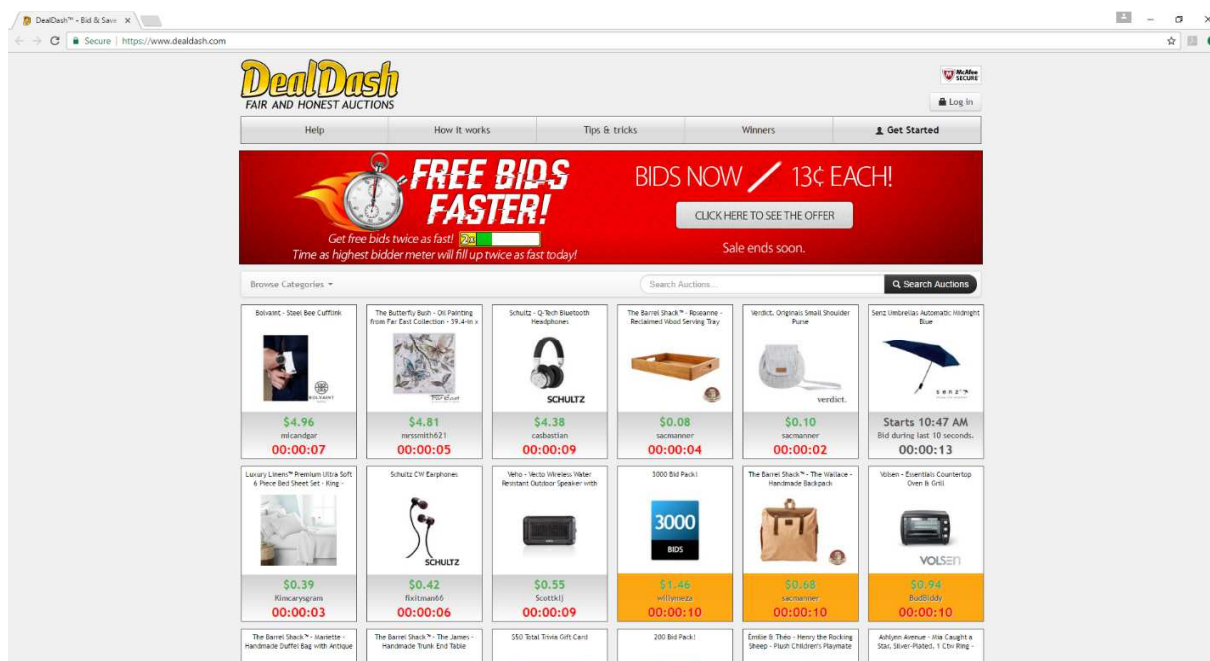 DealDash™ - Bid & Save
Secure | https://www.dealdash.com
DealDash
FAIR AND HONEST AUCTIONS
McAfee
SECURE
Log in
Help
How it works
Tips & tricks
Winners
Get Started
FREE BIDS
FASTER!
Get free bids twice as fast! 2x
Time as highest bidder meter will fill up twice as fast today!
BIDS NOW / 13¢ EACH!
CLICK HERE TO SEE THE OFFER
Sale ends soon.
Browse Categories
Search Auctions...
Search Auctions
Bolvaint - Steel Bee Cufflink
BOLVAINT
$4.96
micandgar
00:00:07
The Butterfly Bush - Oil Painting
from Far East Collection - 39.4-in x
$4.81
mrssmith621
00:00:05
Schultz - Q-Tech Bluetooth
Headphones
SCHULTZ
$4.38
casbastian
00:00:09
The Barrel Shack™ - Roseanne -
Reclaimed Wood Serving Tray
$0.08
sacmanner
00:00:04
Verdict. Originals Small Shoulder
Purse
verdict.
$0.10
sacmanner
00:00:02
Senz Umbrellas Automatic Midnight
Blue
senz°
Starts 10:47 AM
Bid during last 10 seconds.
00:00:13
Luxury Linens™ Premium Ultra Soft
6 Piece Bed Sheet Set - King -
$0.39
Kimcarysgram
00:00:03
Schultz CW Earphones
SCHULTZ
$0.42
fixitman66
00:00:06
Veho - Vecto Wireless Water
Resistant Outdoor Speaker with
$0.55
Scottklj
00:00:09
3000 Bid Pack!
3000
BIDS
$1.46
willymeza
00:00:10
The Barrel Shack™ - The Wallace -
Handmade Backpack
$0.68
sacmanner
00:00:10
Volsen - Essentials Countertop
Oven & Grill
VOLSEN
$0.94
BudBiddy
00:00:10
The Barrel Shack™ - Mariette -
Handmade Duffel Bag with Antique
The Barrel Shack™ - The James -
Handmade Trunk End Table
$50 Total Trivia Gift Card
200 Bid Pack!
Émilie & Théo - Henry the Rocking
Sheep - Plush Children's Playmate
Ashlynn Avenue - Mia Caught a
Star, Silver-Plated, 1 Ctw Ring -